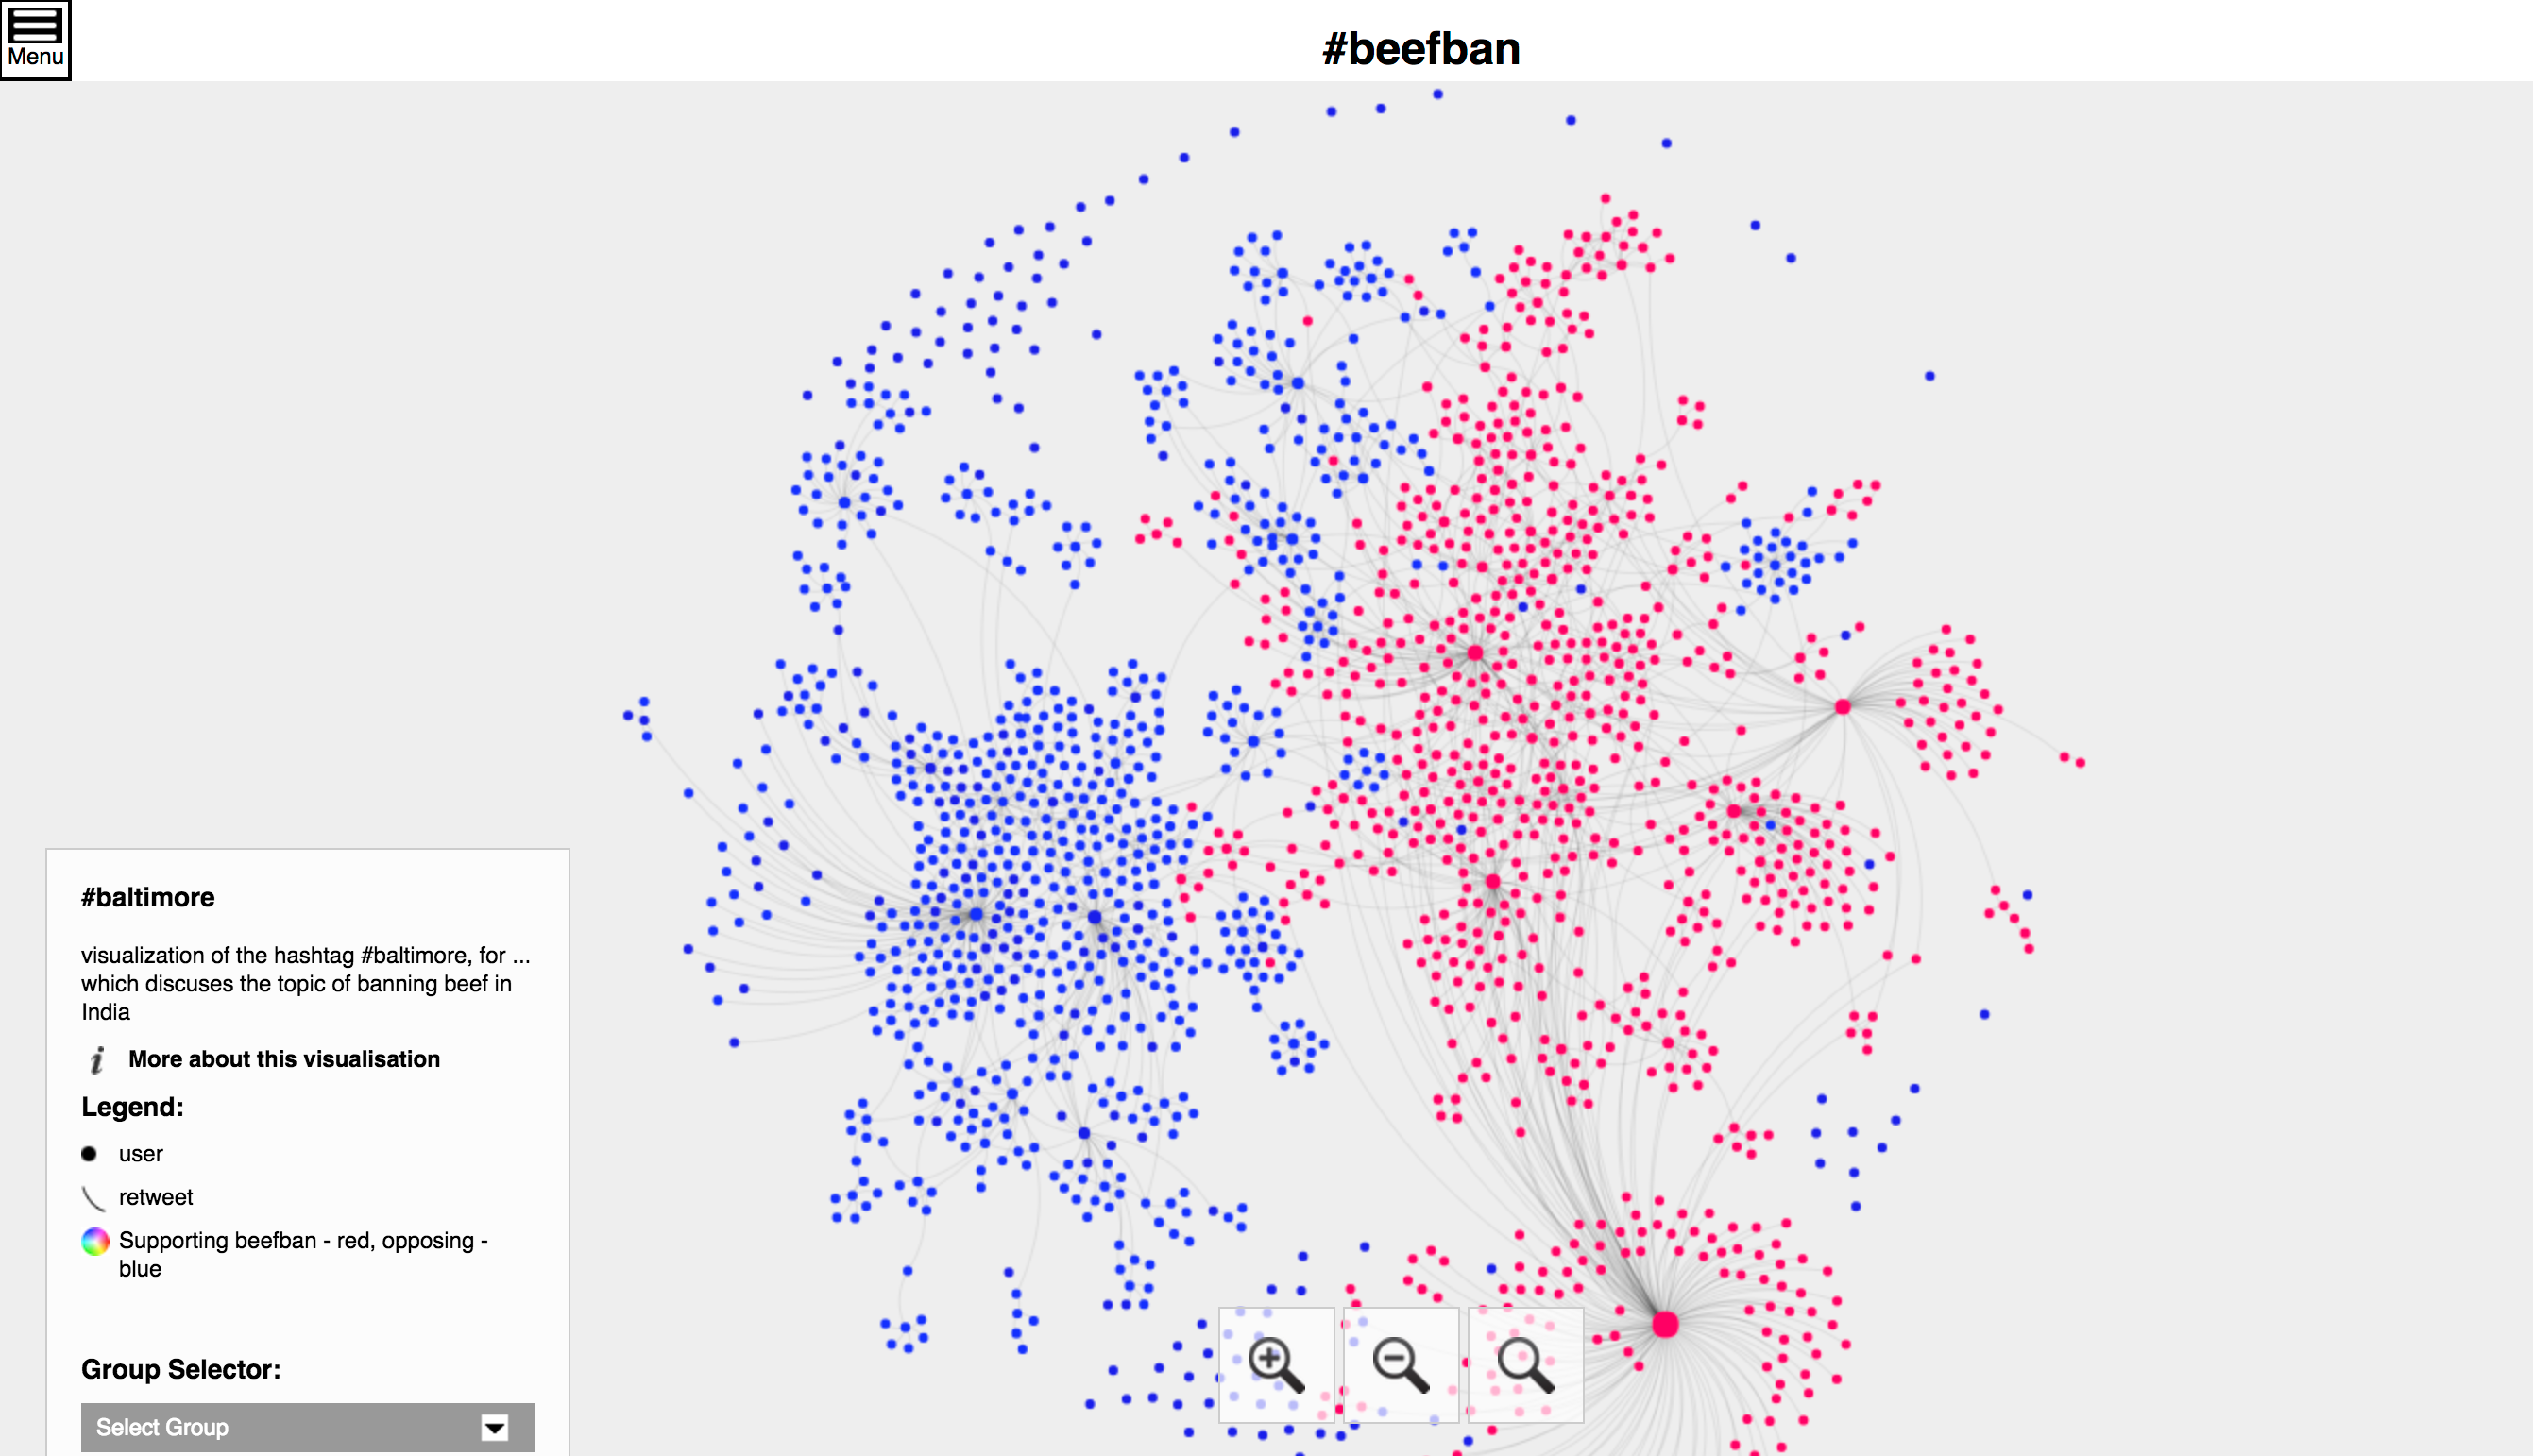 Menu
#beefban
#baltimore
visualization of the hashtag #baltimore, for ...
which discuses the topic of banning beef in
India
i More about this visualisation
Legend:
user
retweet
Supporting beefban - red, opposing -
blue
Group Selector:
Select Group